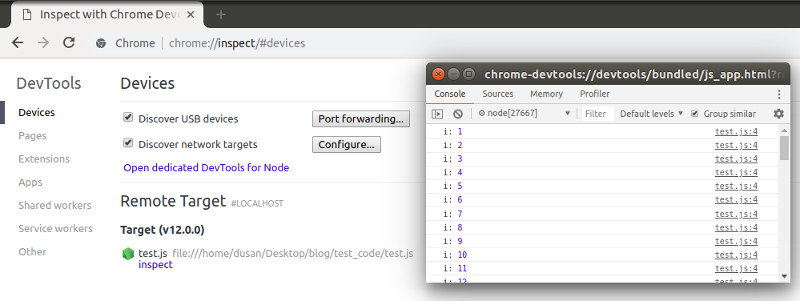 Inspect with Chrome Dev
Chrome | chrome://inspect/#devices
DevTools
Devices
Pages
Extensions
Apps
Shared workers
Service workers
Other
Devices
Discover USB devices
Port forwarding...
Discover network targets
Configure...
Open dedicated DevTools for Node
Remote Target #LOCALHOST
Target (v12.0.0)
test.js file:///home/dusan/Desktop/blog/test_code/test.js
inspect
chrome-devtools://devtools/bundled/js_app.html?r
Console Sources Memory Profiler
node[27667] Filter Default levels Group similar
i: 1 test.js:4
i: 2 test.js:4
i: 3 test.js:4
i: 4 test.js:4
i: 5 test.js:4
i: 6 test.js:4
i: 7 test.js:4
i: 8 test.js:4
i: 9 test.js:4
i: 10 test.js:4
i: 11 test.js:4
i: 12 test.js:4